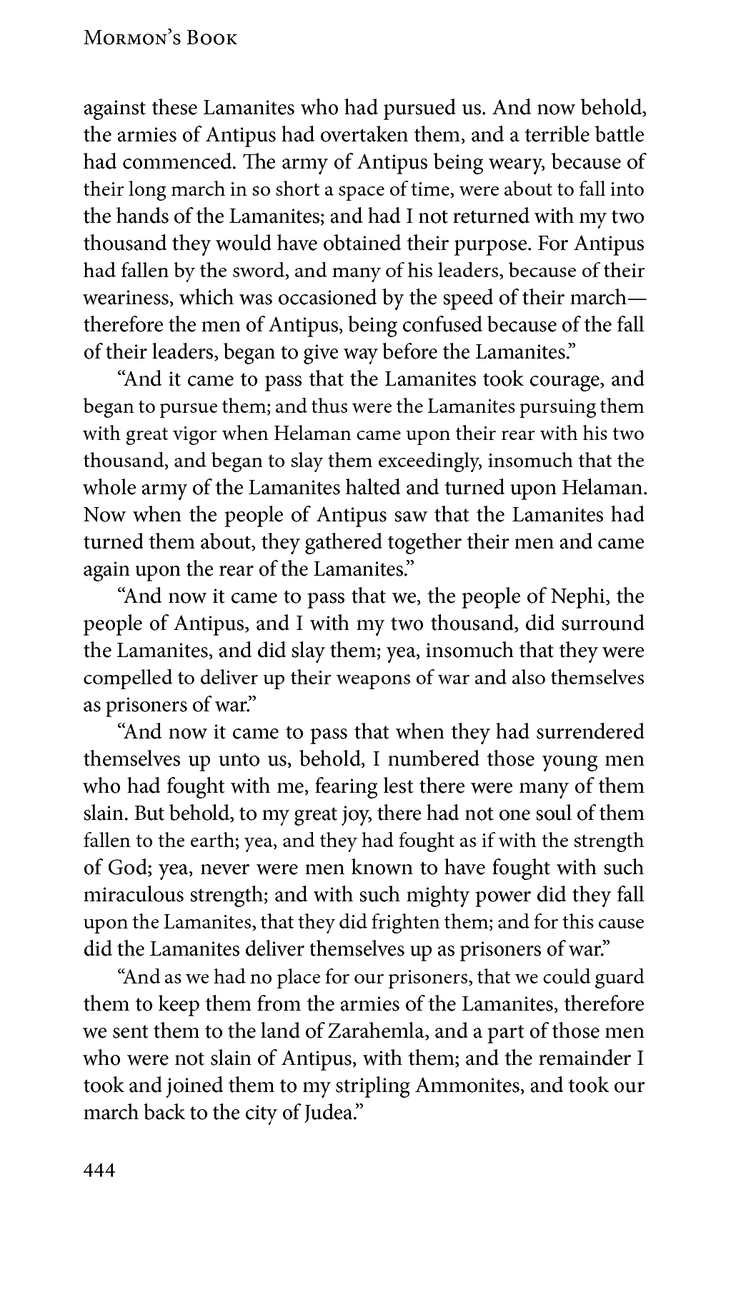 Mormon’s Book
against these Lamanites who had pursued us. And now behold,
the armies of Antipus had overtaken them, and a terrible battle
had commenced. The army of Antipus being weary, because of
their long march in so short a space of time, were about to fall into
the hands of the Lamanites; and had I not returned with my two
thousand they would have obtained their purpose. For Antipus
had fallen by the sword, and many of his leaders, because of their
weariness, which was occasioned by the speed of their march—
therefore the men of Antipus, being confused because of the fall
of their leaders, began to give way before the Lamanites.”
“And it came to pass that the Lamanites took courage, and
began to pursue them; and thus were the Lamanites pursuing them
with great vigor when Helaman came upon their rear with his two
thousand, and began to slay them exceedingly, insomuch that the
whole army of the Lamanites halted and turned upon Helaman.
Now when the people of Antipus saw that the Lamanites had
turned them about, they gathered together their men and came
again upon the rear of the Lamanites.”
“And now it came to pass that we, the people of Nephi, the
people of Antipus, and I with my two thousand, did surround
the Lamanites, and did slay them; yea, insomuch that they were
compelled to deliver up their weapons of war and also themselves
as prisoners of war.”
“And now it came to pass that when they had surrendered
themselves up unto us, behold, I numbered those young men
who had fought with me, fearing lest there were many of them
slain. But behold, to my great joy, there had not one soul of them
fallen to the earth; yea, and they had fought as if with the strength
of God; yea, never were men known to have fought with such
miraculous strength; and with such mighty power did they fall
upon the Lamanites, that they did frighten them; and for this cause
did the Lamanites deliver themselves up as prisoners of war.”
“And as we had no place for our prisoners, that we could guard
them to keep them from the armies of the Lamanites, therefore
we sent them to the land of Zarahemla, and a part of those men
who were not slain of Antipus, with them; and the remainder I
took and joined them to my stripling Ammonites, and took our
march back to the city of Judea.”
444